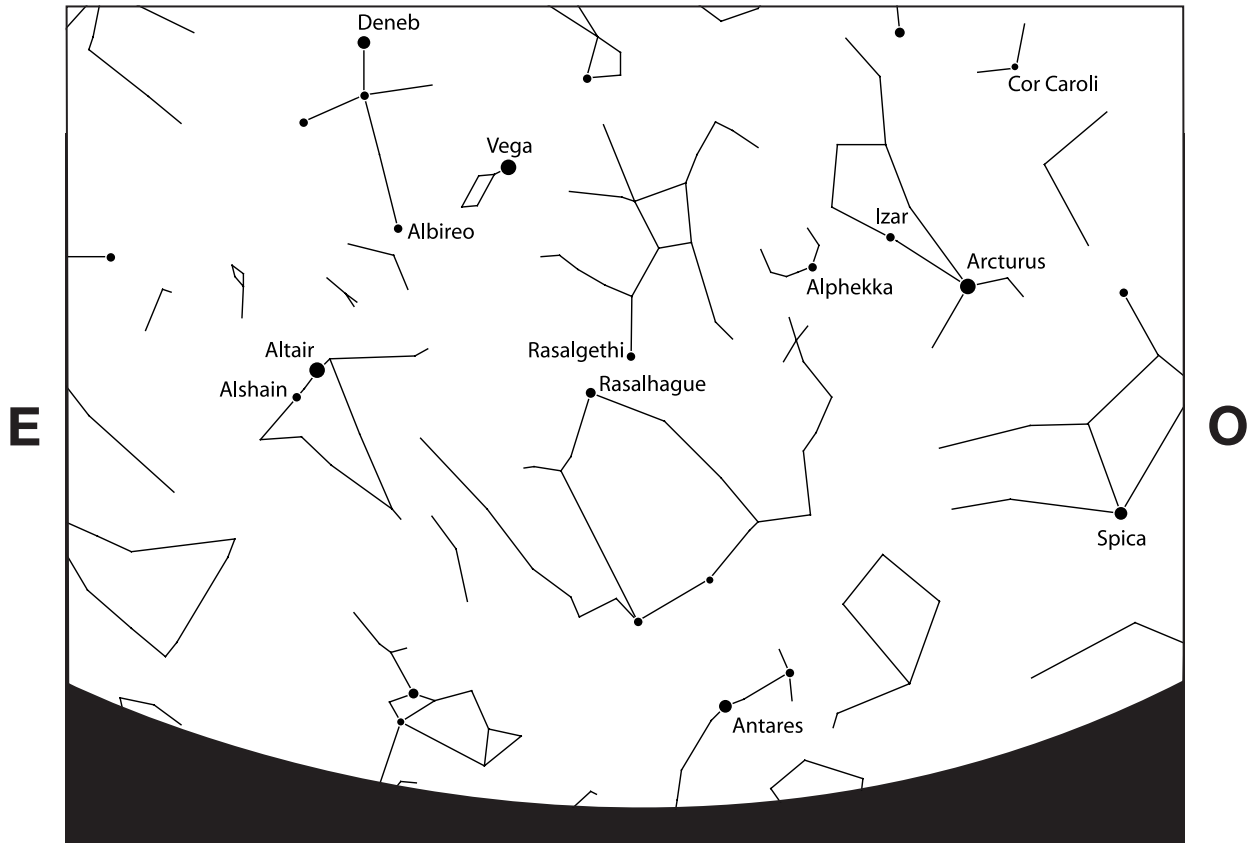 Deneb
Cor Caroli
Vega
Albireo
Izar
Arcturus
Alphekka
Altair
Rasalgethi
Alshain
Rasalhague
E
O
Spica
Antares